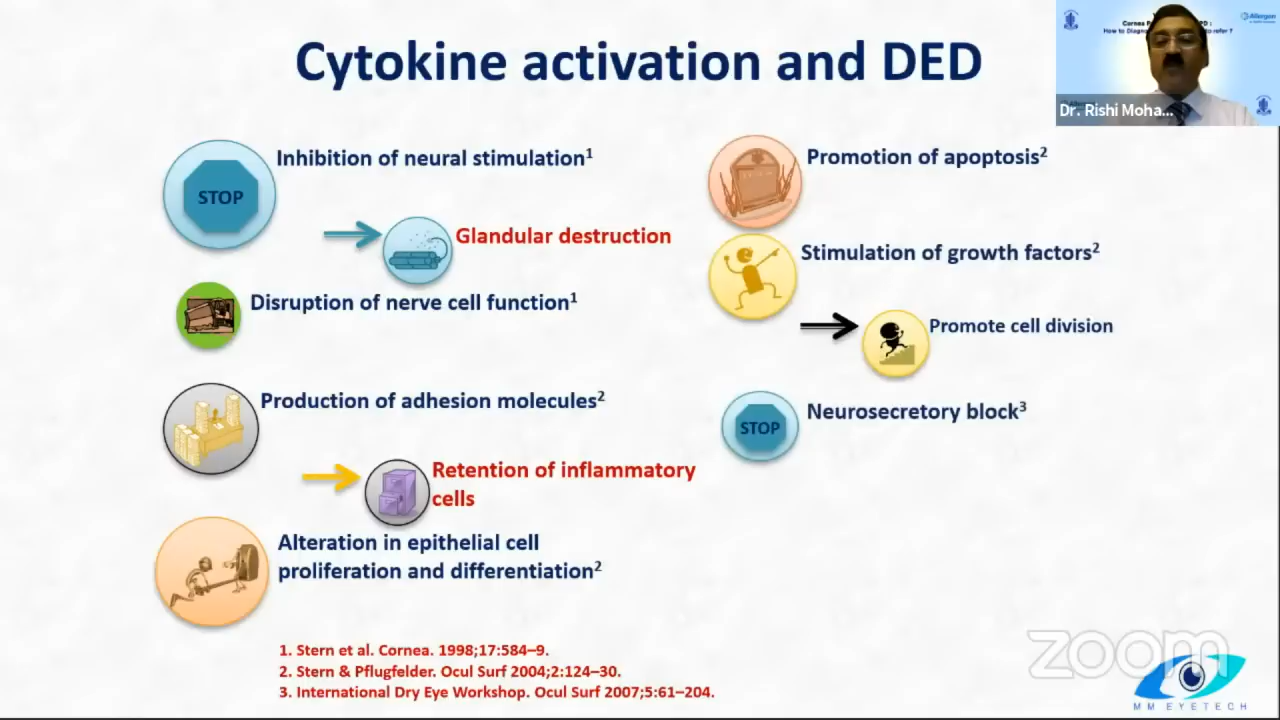 Cytokine activation and DED
Inhibition of neural stimulation1
STOP
Glandular destruction
Disruption of nerve cell function1
Production of adhesion molecules2
Retention of inflammatory
cells
Alteration in epithelial cell
proliferation and differentiation2
Promotion of apoptosis2
Stimulation of growth factors2
Promote cell division
Neurosecretory block3
STOP
1. Stern et al. Cornea. 1998;17:584–9.
2. Stern & Pflugfelder. Ocul Surf 2004;2:124–30.
3. International Dry Eye Workshop. Ocul Surf 2007;5:61–204.
Allergan
Dr. Rishi Moha...
zoom
MM EYETECH